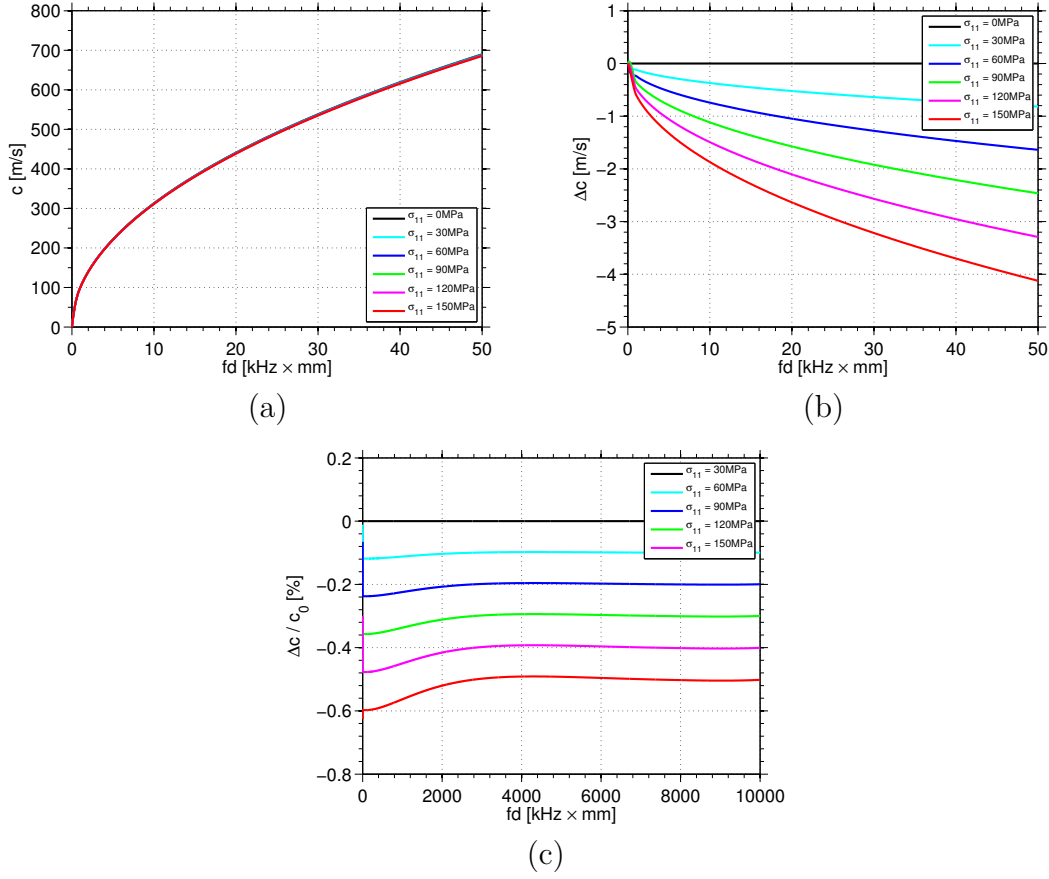 800
700
600
500
400
300
200
100
0
c [m/s]
0 10 20 30 40 50
fd [kHz × mm]
σ11 = 0MPa
σ11 = 30MPa
σ11 = 60MPa
σ11 = 90MPa
σ11 = 120MPa
σ11 = 150MPa
(a)
1
0
−1
−2
−3
−4
−5
Δc [m/s]
0 10 20 30 40 50
fd [kHz × mm]
σ11 = 0MPa
σ11 = 30MPa
σ11 = 60MPa
σ11 = 90MPa
σ11 = 120MPa
σ11 = 150MPa
(b)
0.2
0
−0.2
−0.4
−0.6
−0.8
Δc / c0 [%]
0 2000 4000 6000 8000 10000
fd [kHz × mm]
σ11 = 30MPa
σ11 = 60MPa
σ11 = 90MPa
σ11 = 120MPa
σ11 = 150MPa
(c)